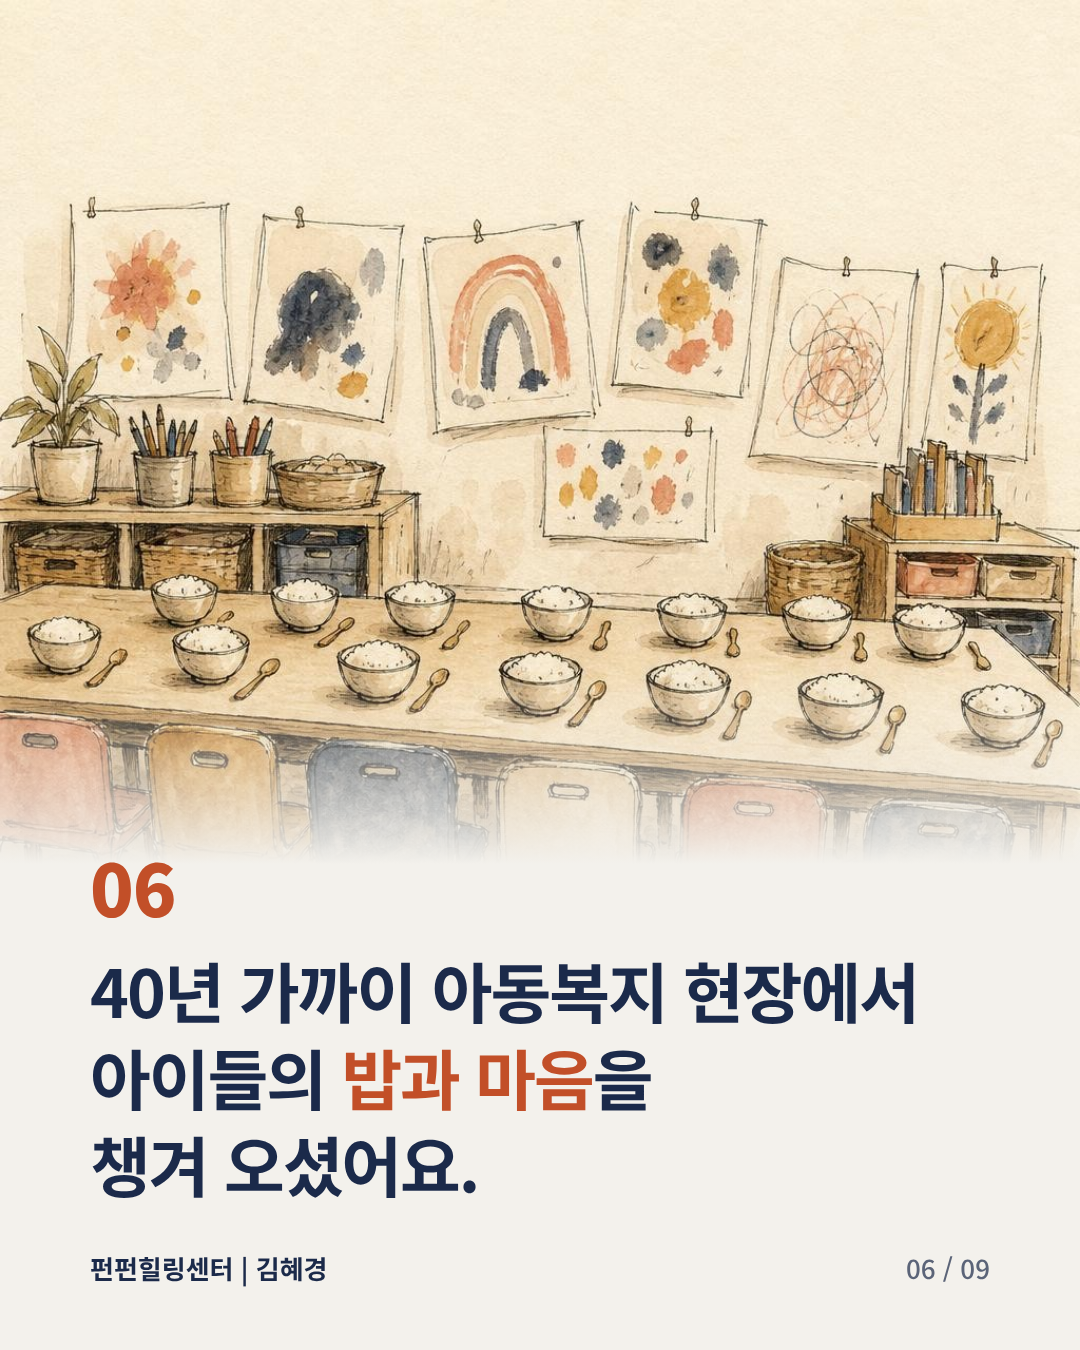 06
40년 가까이 아동복지 현장에서
아이들의 밥과 마음을
챙겨 오셨어요.
펀펀힐링센터 | 김혜경
06 / 09